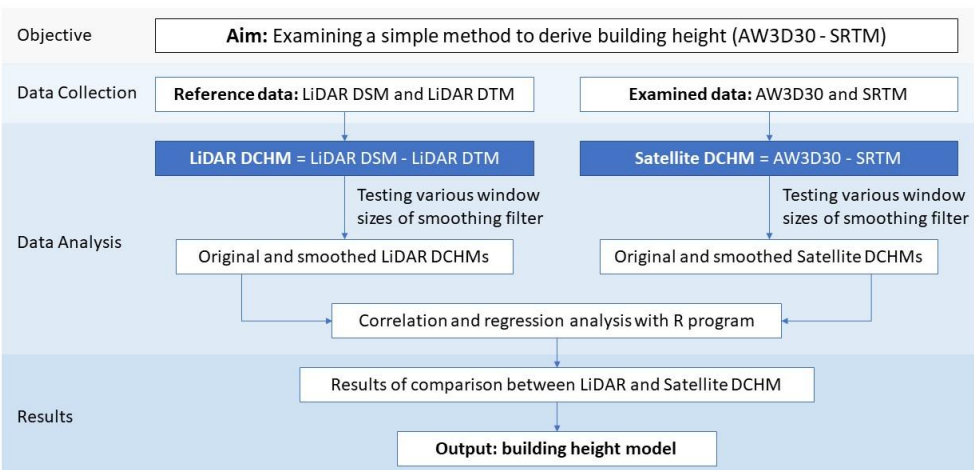 Objective
Aim: Examining a simple method to derive building height (AW3D30 - SRTM)
Data Collection
Reference data: LiDAR DSM and LiDAR DTM
Examined data: AW3D30 and SRTM
LiDAR DCHM = LiDAR DSM - LiDAR DTM
Satellite DCHM = AW3D30 - SRTM
Testing various window
sizes of smoothing filter
Testing various window
sizes of smoothing filter
Data Analysis
Original and smoothed LiDAR DCHMs
Original and smoothed Satellite DCHMs
Correlation and regression analysis with R program
Results of comparison between LiDAR and Satellite DCHM
Results
Output: building height model